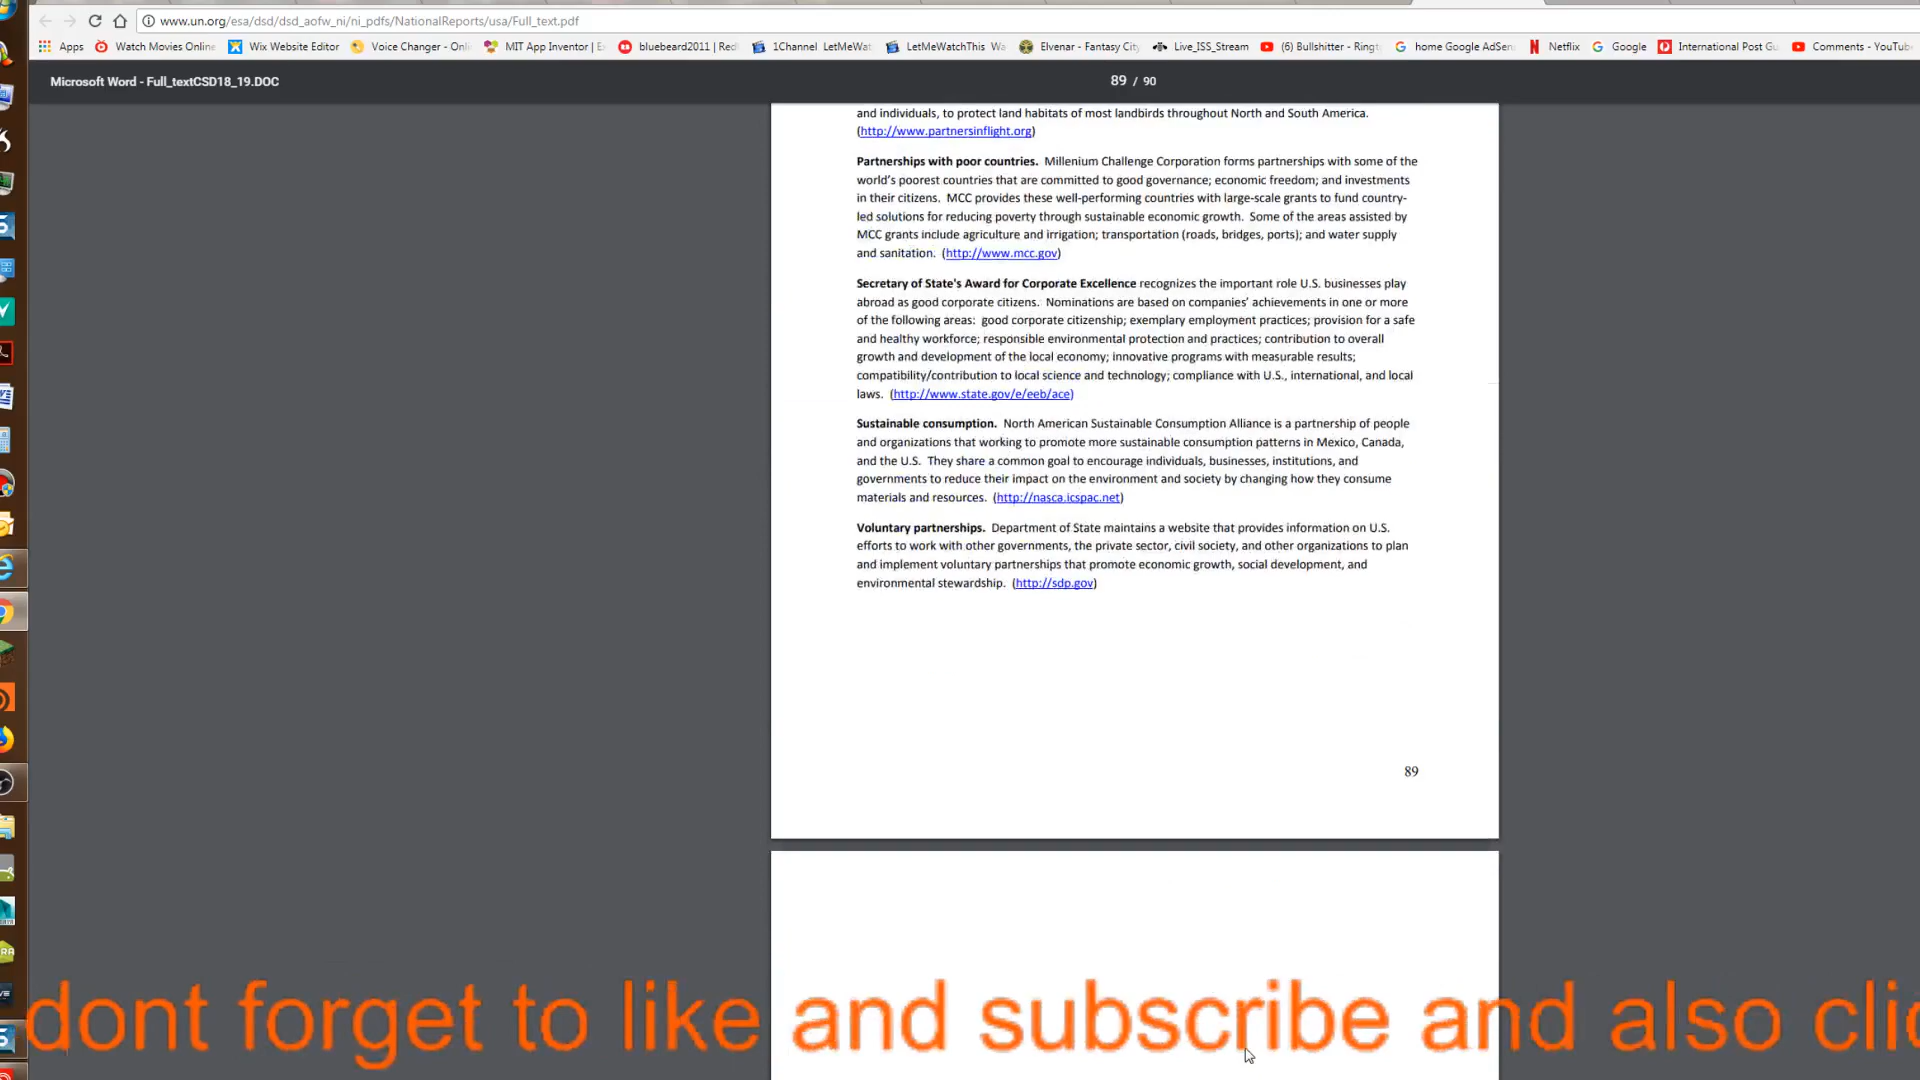 www.un.org/esa/dsd/dsd_aofw_ni/ni_pdfs/NationalReports/usa/Full_text.pdf
Apps Watch Movies Online Wix Website Editor Voice Changer - Onli MIT App Inventor | E bluebeard2011 | Red 1Channel LetMeWat LetMeWatchThis Wa Elvenar - Fantasy City Live_ISS_Stream (6) Bullshitter - Ringt home Google AdSen Netflix Google International Post Gu Comments - YouTub
Microsoft Word - Full_textCSD18_19.DOC
89 / 90
and individuals, to protect land habitats of most landbirds throughout North and South America.
(http://www.partnersinflight.org)
Partnerships with poor countries. Millenium Challenge Corporation forms partnerships with some of the
world's poorest countries that are committed to good governance; economic freedom; and investments
in their citizens. MCC provides these well-performing countries with large-scale grants to fund country-
led solutions for reducing poverty through sustainable economic growth. Some of the areas assisted by
MCC grants include agriculture and irrigation; transportation (roads, bridges, ports); and water supply
and sanitation. (http://www.mcc.gov)
Secretary of State's Award for Corporate Excellence recognizes the important role U.S. businesses play
abroad as good corporate citizens. Nominations are based on companies' achievements in one or more
of the following areas: good corporate citizenship; exemplary employment practices; provision for a safe
and healthy workforce; responsible environmental protection and practices; contribution to overall
growth and development of the local economy; innovative programs with measurable results;
compatibility/contribution to local science and technology; compliance with U.S., international, and local
laws. (http://www.state.gov/e/eeb/ace)
Sustainable consumption. North American Sustainable Consumption Alliance is a partnership of people
and organizations that working to promote more sustainable consumption patterns in Mexico, Canada,
and the U.S. They share a common goal to encourage individuals, businesses, institutions, and
governments to reduce their impact on the environment and society by changing how they consume
materials and resources. (http://nasca.icspac.net)
Voluntary partnerships. Department of State maintains a website that provides information on U.S.
efforts to work with other governments, the private sector, civil society, and other organizations to plan
and implement voluntary partnerships that promote economic growth, social development, and
environmental stewardship. (http://sdp.gov)
89
dont forget to like and subscribe and also clic